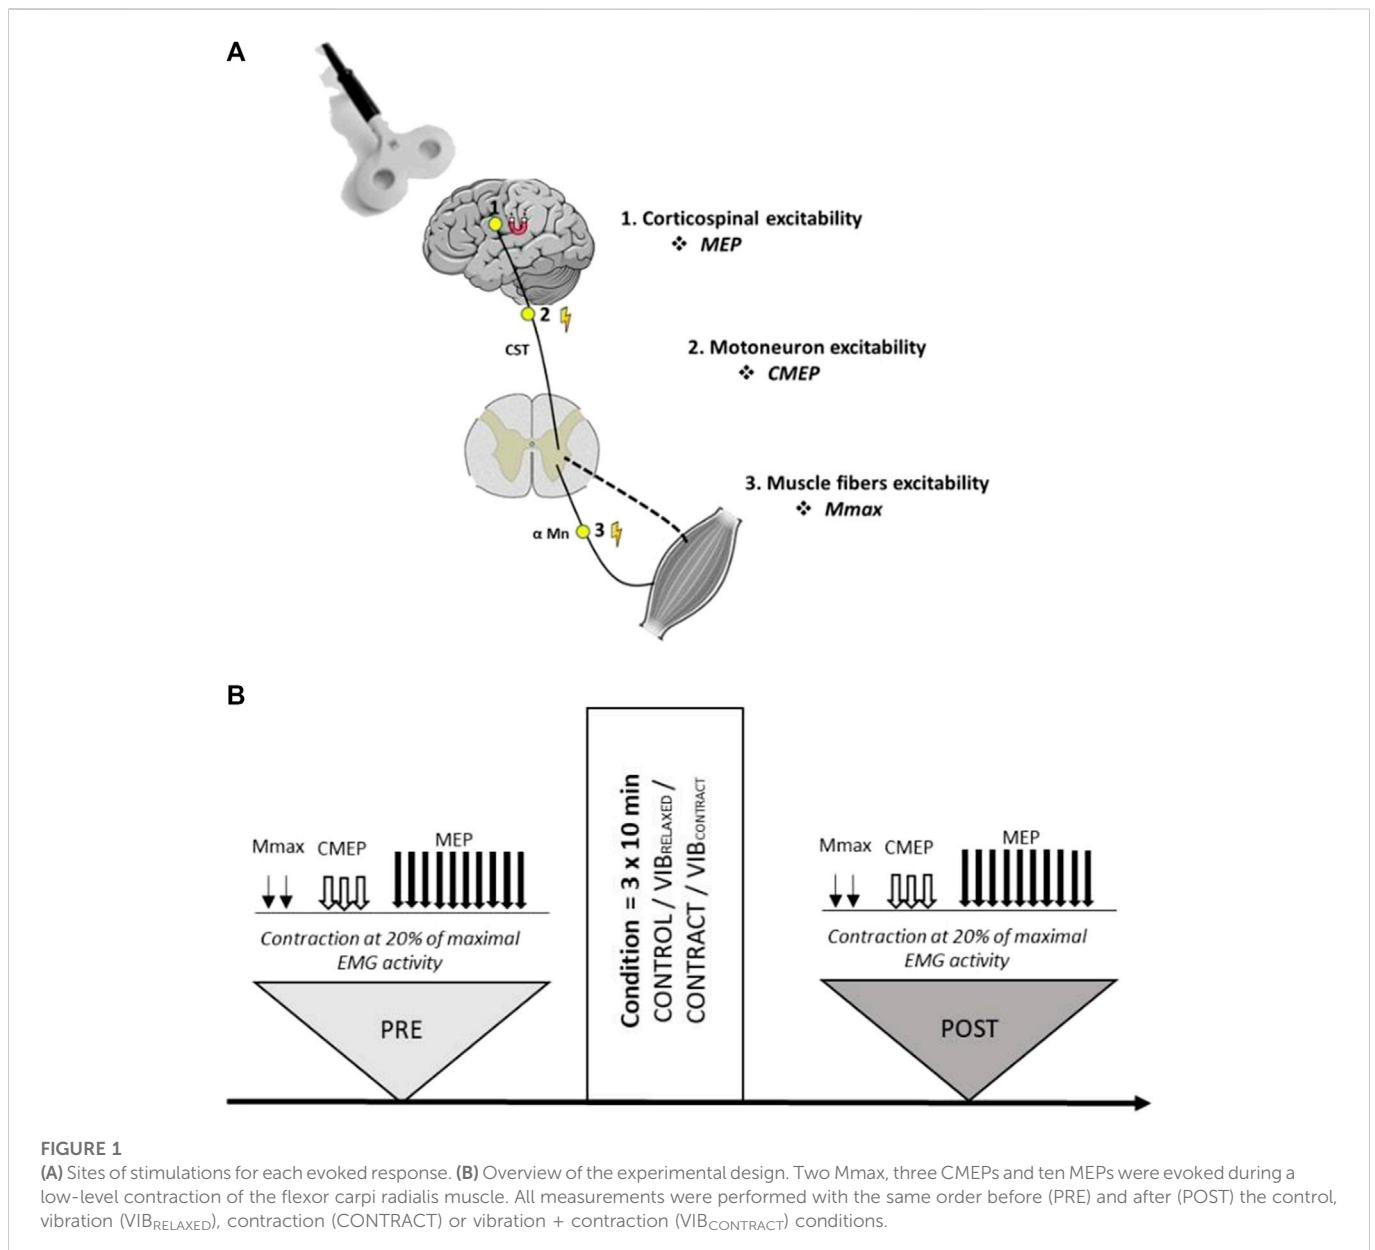 A
1
1. Corticospinal excitability
❖ MEP
2
CST
2. Motoneuron excitability
❖ CMEP
3. Muscle fibers excitability
❖ Mmax
α Mn
3
B
Condition = 3 x 10 min
CONTROL / VIBRELAXED /
CONTRACT / VIBCONTRACT
Mmax
CMEP
MEP
Contraction at 20% of maximal
EMG activity
PRE
Mmax
CMEP
MEP
Contraction at 20% of maximal
EMG activity
POST
FIGURE 1
(A) Sites of stimulations for each evoked response. (B) Overview of the experimental design. Two Mmax, three CMEPs and ten MEPs were evoked during a
low-level contraction of the flexor carpi radialis muscle. All measurements were performed with the same order before (PRE) and after (POST) the control,
vibration (VIBRELAXED), contraction (CONTRACT) or vibration + contraction (VIBCONTRACT) conditions.